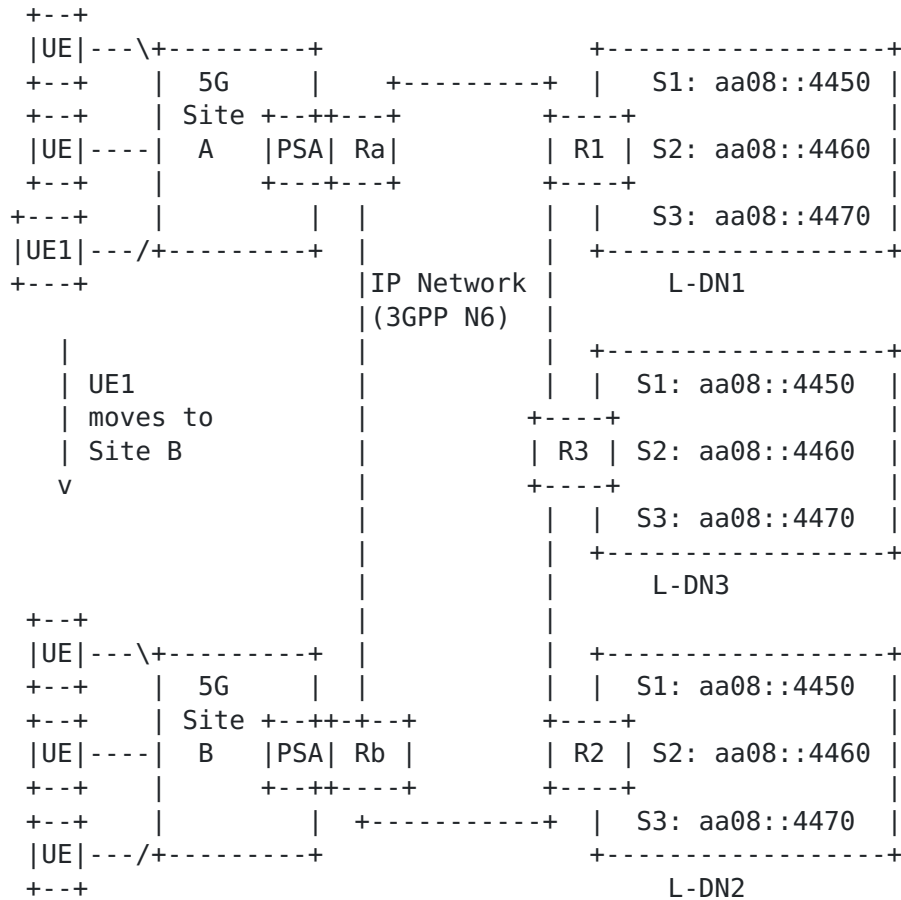 UE
5G S1: aa08::4450
Site
UE A PSA Ra R1 S2: aa08::4460
S3: aa08::4470
UE1
IP Network L-DN1
(3GPP N6)
UE1 S1: aa08::4450
moves to
Site B R3 S2: aa08::4460
v
S3: aa08::4470
L-DN3
UE
5G S1: aa08::4450
Site
UE B PSA Rb R2 S2: aa08::4460
S3: aa08::4470
UE
L-DN2